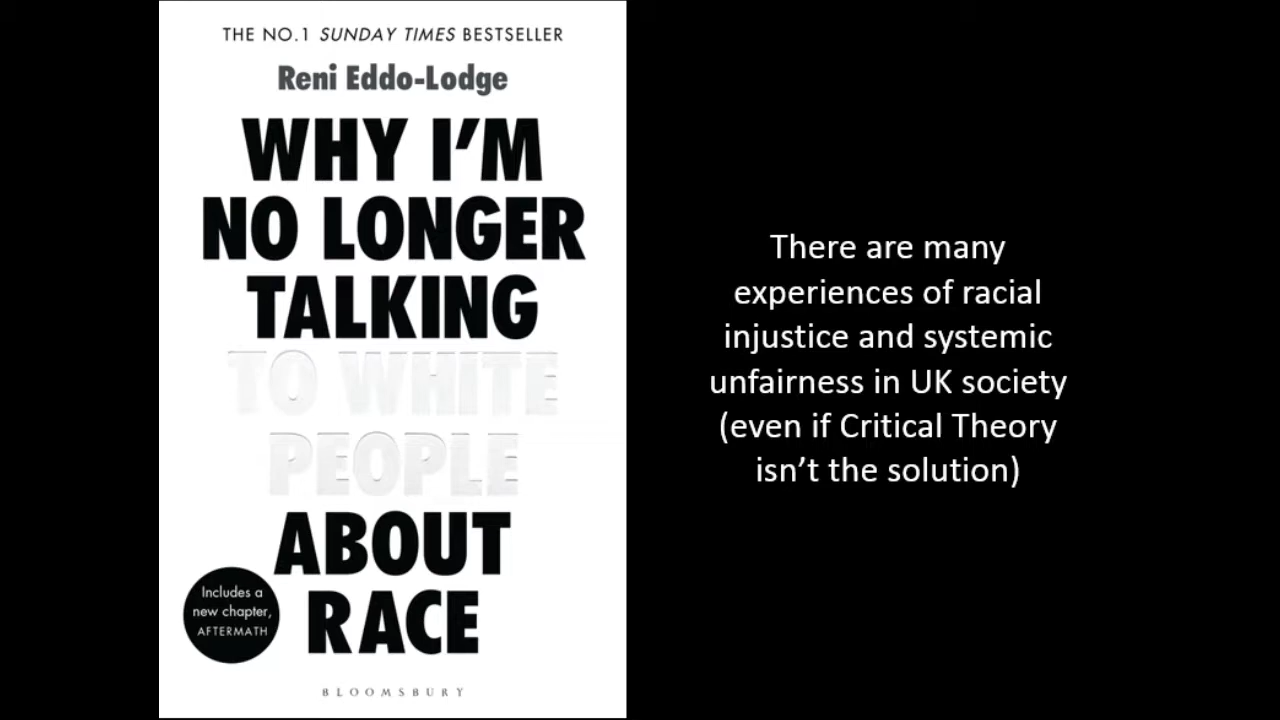 THE NO.1 SUNDAY TIMES BESTSELLER
Reni Eddo-Lodge
WHY I’M
NO LONGER
TALKING
TO WHITE
PEOPLE
ABOUT
RACE
Includes a
new chapter,
AFTERMATH
BLOOMSBURY
There are many
experiences of racial
injustice and systemic
unfairness in UK society
(even if Critical Theory
isn’t the solution)